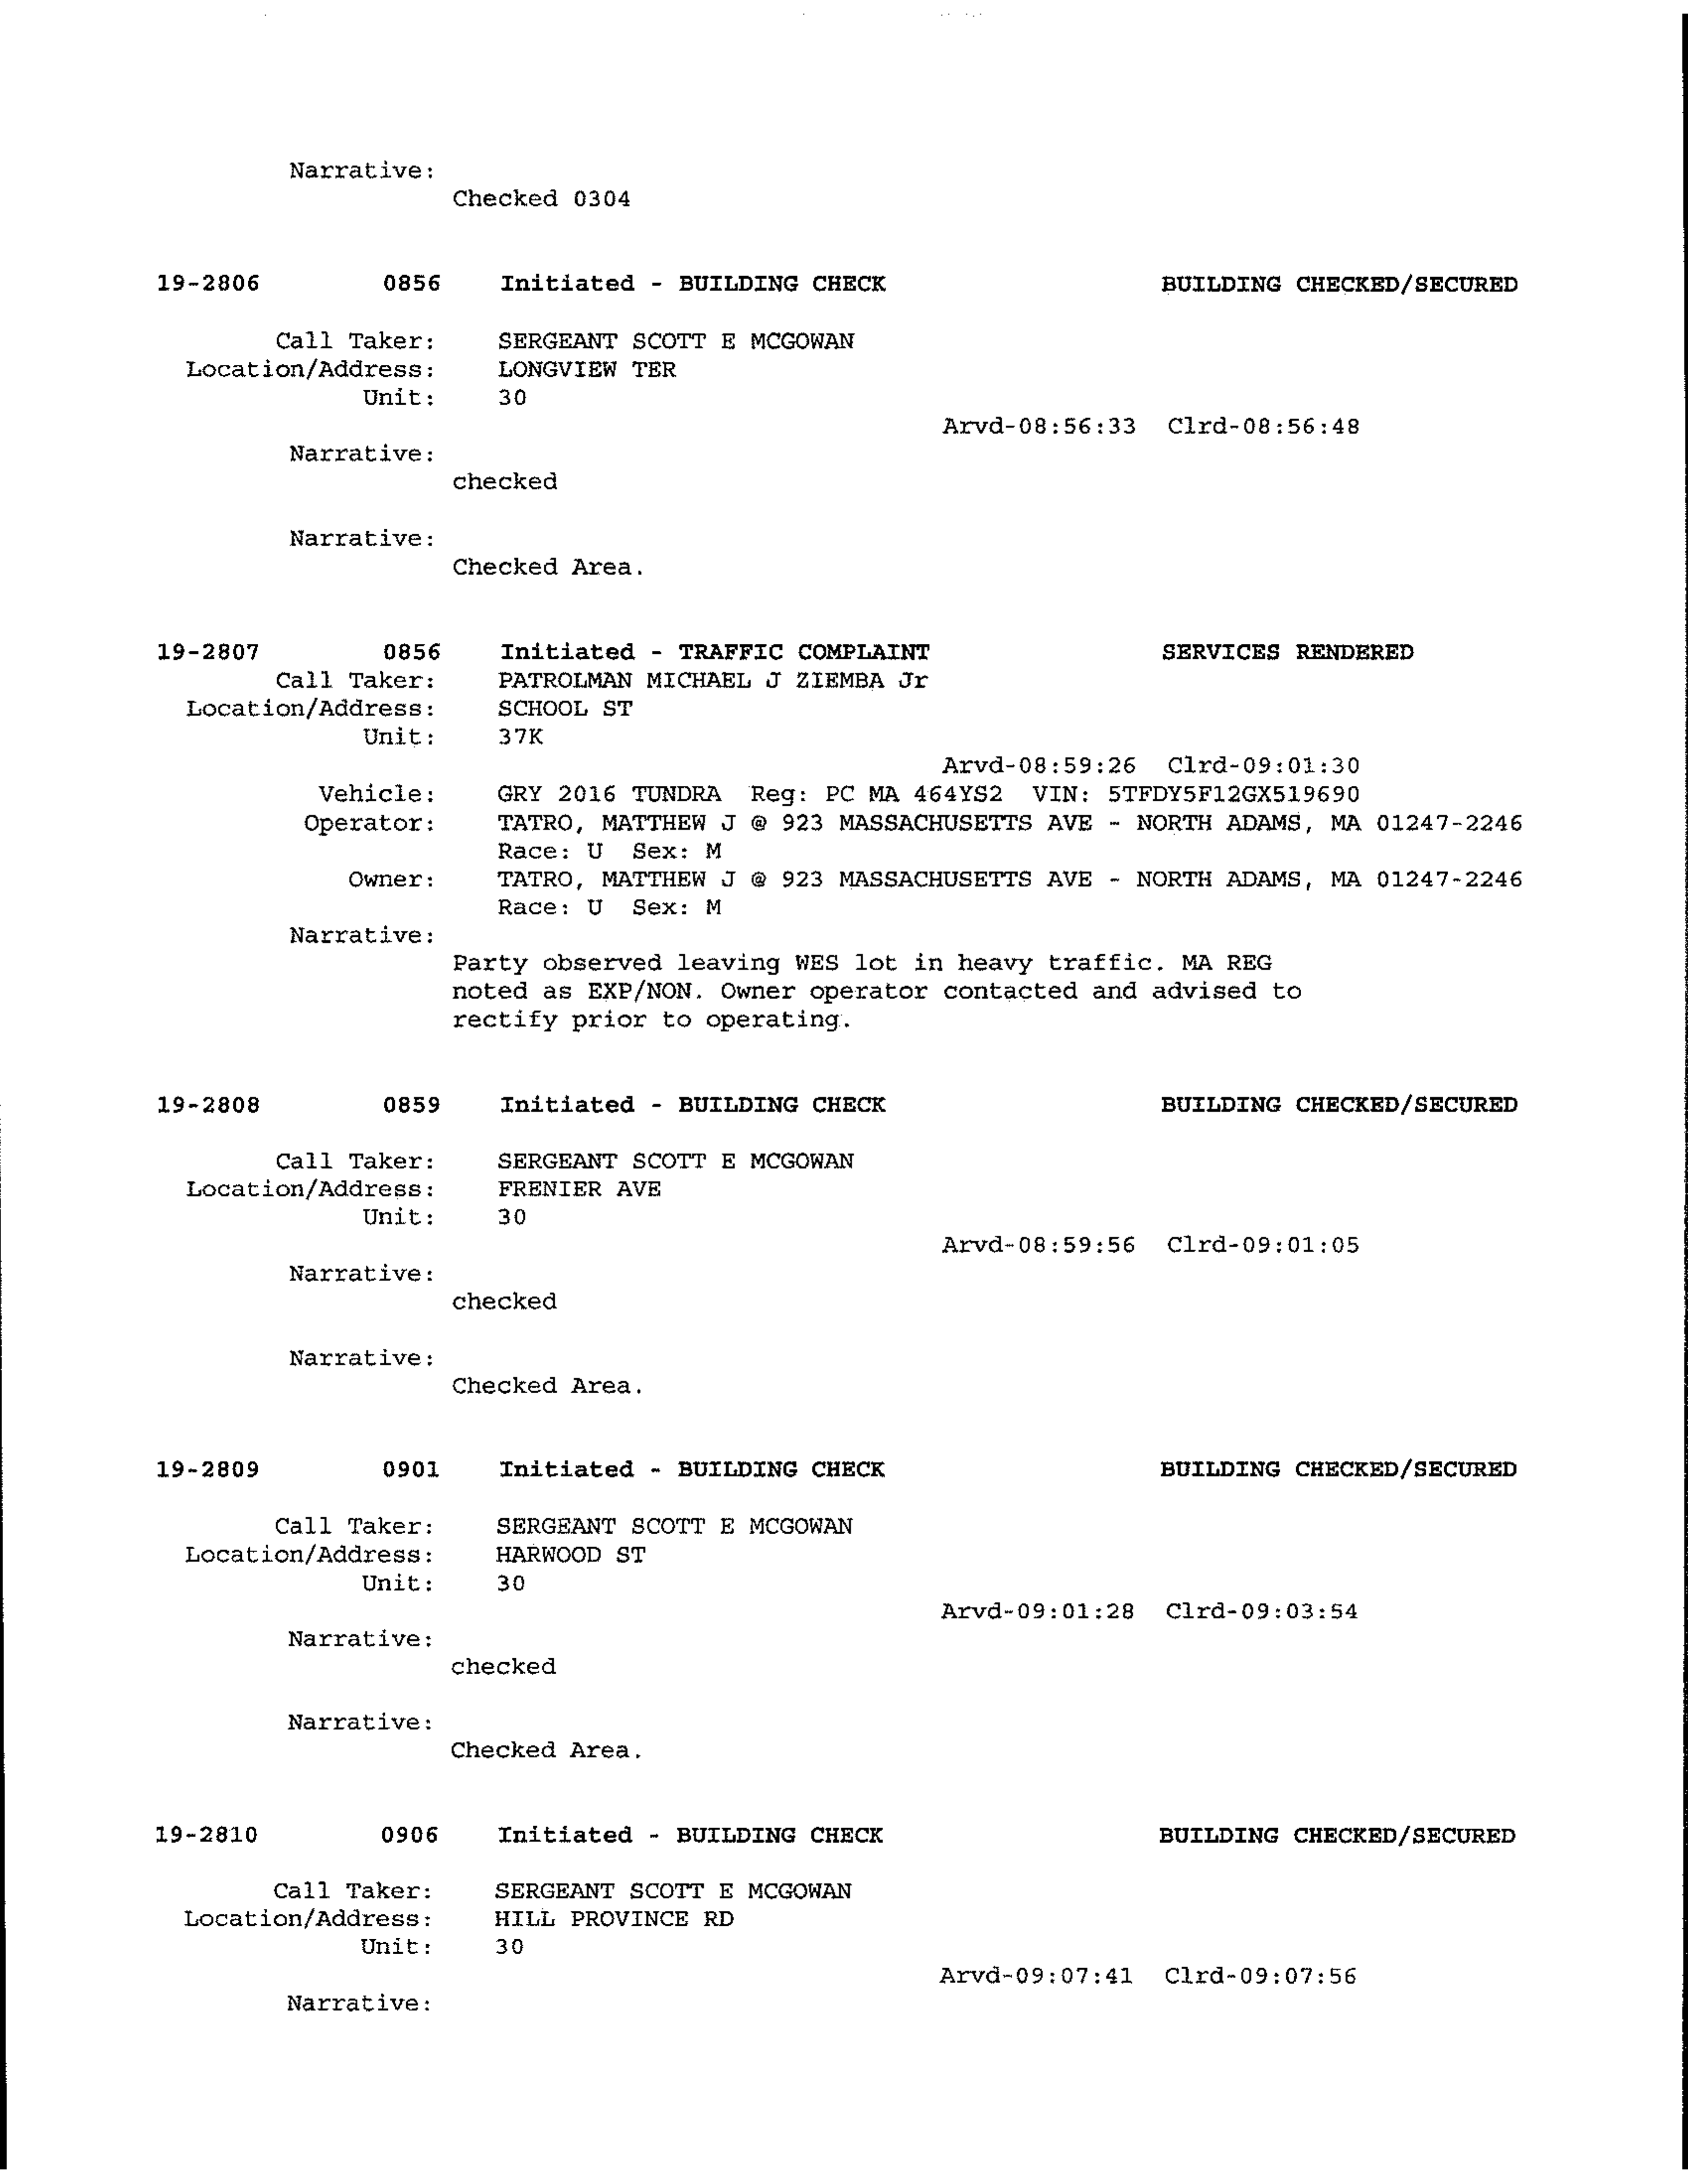 Narrative:
Checked 0304
19-2806 0856 Initiated - BUILDING CHECK BUILDING CHECKED/SECURED
Call Taker: SERGEANT SCOTT E MCGOWAN
Location/Address: LONGVIEW TER
Unit: 30
Arvd-08:56:33 Clrd-08:56:48
Narrative:
checked
Narrative:
Checked Area.
19-2807 0856 Initiated - TRAFFIC COMPLAINT SERVICES RENDERED
Call Taker: PATROLMAN MICHAEL J ZIEMBA Jr
Location/Address: SCHOOL ST
Unit: 37K
Arvd-08:59:26 Clrd-09:01:30
Vehicle: GRY 2016 TUNDRA Reg: PC MA 464YS2 VIN: 5TFDY5F12GX519690
Operator: TATRO, MATTHEW J @ 923 MASSACHUSETTS AVE - NORTH ADAMS, MA 01247-2246
Race: U Sex: M
Owner: TATRO, MATTHEW J @ 923 MASSACHUSETTS AVE - NORTH ADAMS, MA 01247-2246
Race: U Sex: M
Narrative:
Party observed leaving WES lot in heavy traffic. MA REG
noted as EXP/NON. Owner operator contacted and advised to
rectify prior to operating.
19-2808 0859 Initiated - BUILDING CHECK BUILDING CHECKED/SECURED
Call Taker: SERGEANT SCOTT E MCGOWAN
Location/Address: FRENIER AVE
Unit: 30
Arvd-08:59:56 Clrd-09:01:05
Narrative:
checked
Narrative:
Checked Area.
19-2809 0901 Initiated - BUILDING CHECK BUILDING CHECKED/SECURED
Call Taker: SERGEANT SCOTT E MCGOWAN
Location/Address: HARWOOD ST
Unit: 30
Arvd-09:01:28 Clrd-09:03:54
Narrative:
checked
Narrative:
Checked Area.
19-2810 0906 Initiated - BUILDING CHECK BUILDING CHECKED/SECURED
Call Taker: SERGEANT SCOTT E MCGOWAN
Location/Address: HILL PROVINCE RD
Unit: 30
Arvd-09:07:41 Clrd-09:07:56
Narrative: